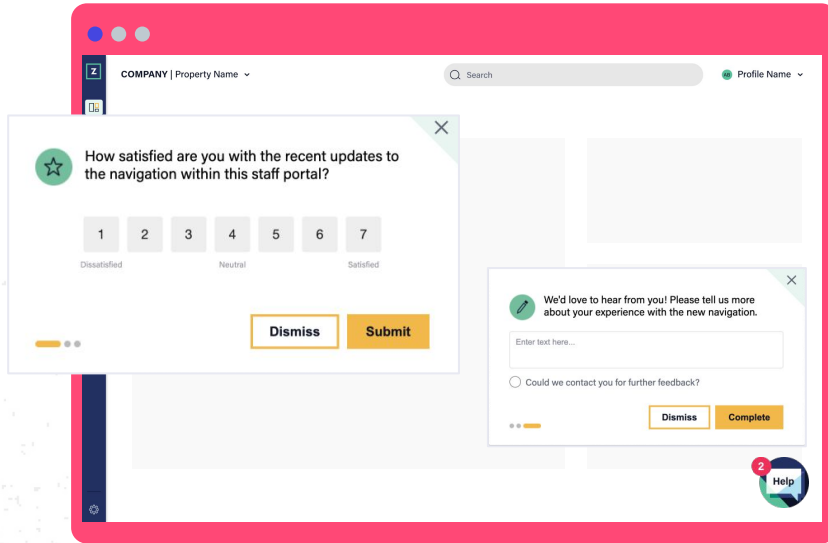 Z
COMPANY | Property Name
Search
AB
Profile Name
How satisfied are you with the recent updates to
the navigation within this staff portal?
1 2 3 4 5 6 7
Dissatisfied Neutral Satisfied
Dismiss Submit
We'd love to hear from you! Please tell us more
about your experience with the new navigation.
Enter text here...
Could we contact you for further feedback?
Dismiss Complete
2
Help